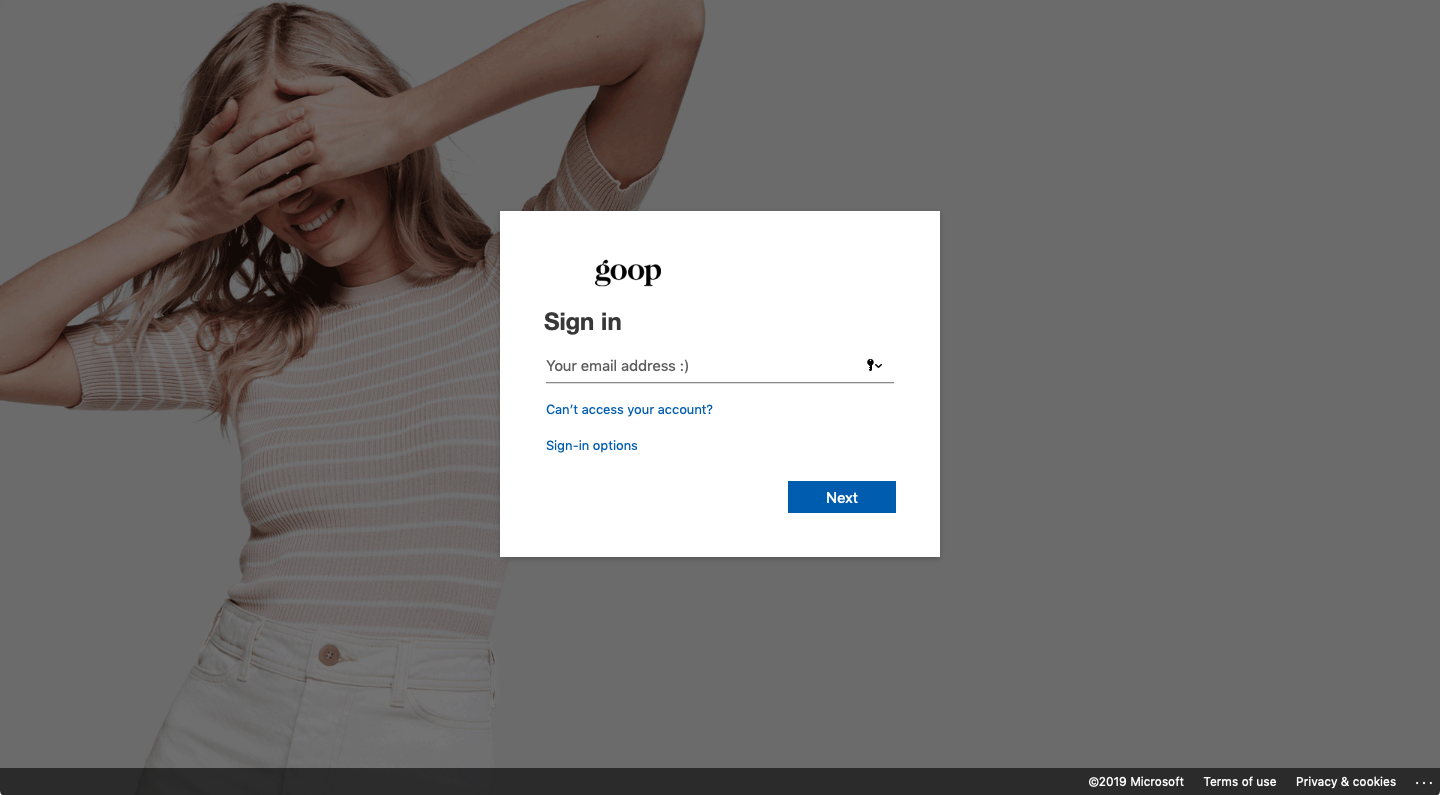 goop
Sign in
Your email address :)
Can't access your account?
Sign-in options
Next
©2019 Microsoft Terms of use Privacy & cookies ...